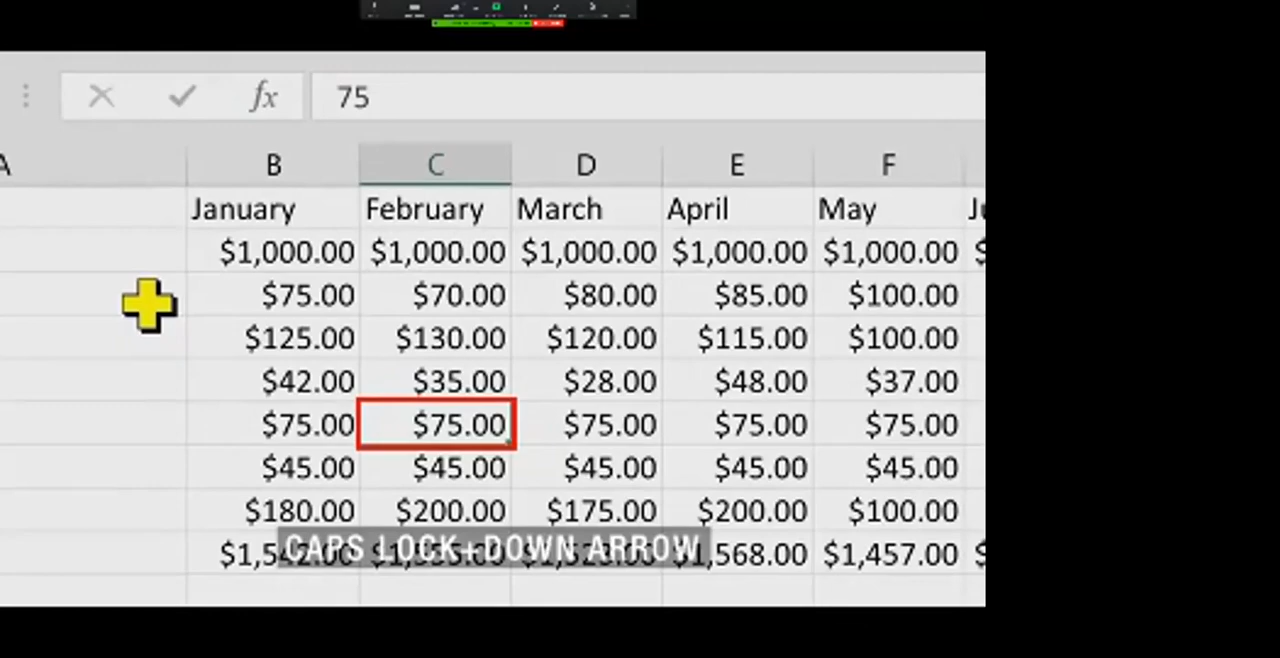 fx 75
A B C D E F
January February March April May
$1,000.00 $1,000.00 $1,000.00 $1,000.00 $1,000.00
$75.00 $70.00 $80.00 $85.00 $100.00
$125.00 $130.00 $120.00 $115.00 $100.00
$42.00 $35.00 $28.00 $48.00 $37.00
$75.00 $75.00 $75.00 $75.00 $75.00
$45.00 $45.00 $45.00 $45.00 $45.00
$180.00 $200.00 $175.00 $200.00 $100.00
$1,568.00 $1,457.00
CAPS LOCK+DOWN ARROW